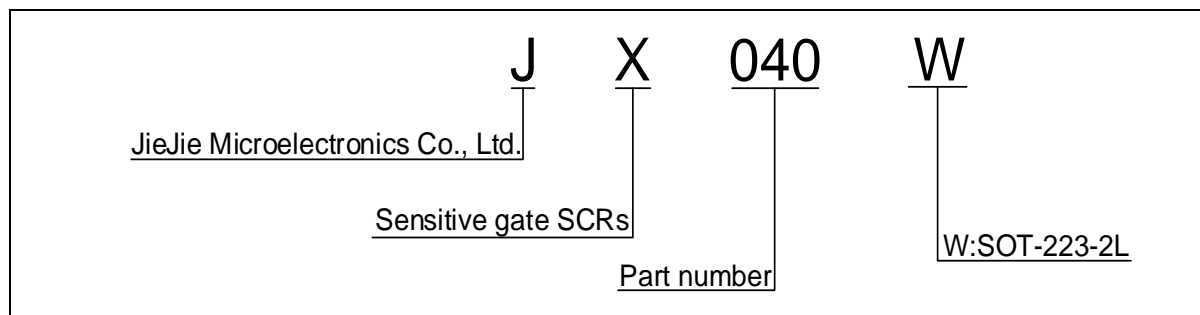 J X 040 W
JieJie Microelectronics Co., Ltd.
Sensitive gate SCRs
W:SOT-223-2L
Part number